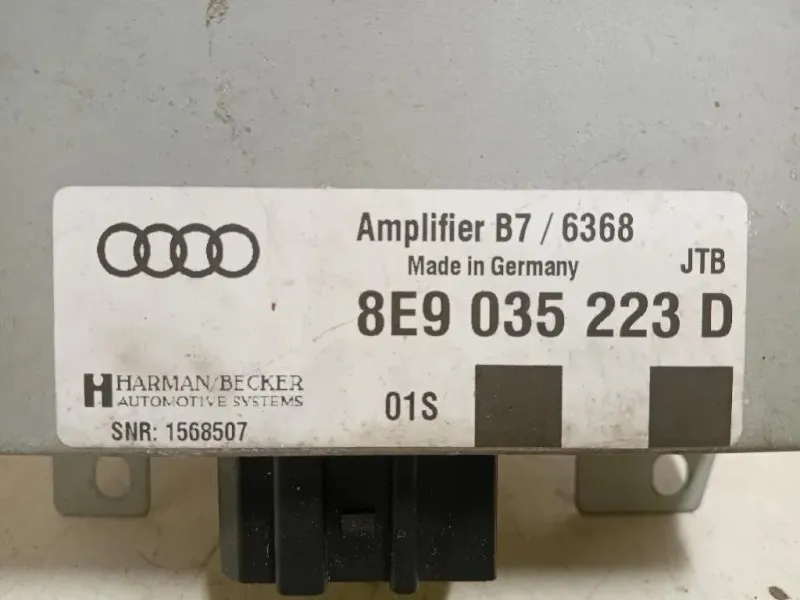 Amplifier B7 / 6368
Made in Germany JTB
8E9 035 223 D
HARMAN/BECKER
AUTOMOTIVE SYSTEMS
01S
SNR: 1568507